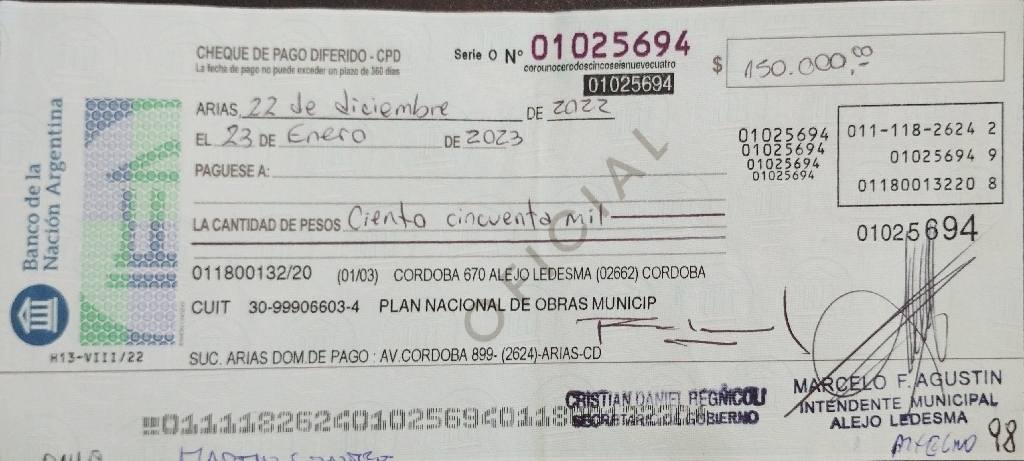 CHEQUE DE PAGO DIFERIDO - CPD
La fecha de pago no puede exceder un plazo de 360 días
Serie O Nº 01025694
cerounocerodoscincoseisnuevecuatro
01025694
$ 150.000,00
ARIAS, 22 de diciembre DE 2022
EL 23 DE Enero DE 2023
PAGUESE A:
LA CANTIDAD DE PESOS Ciento cincuenta mil
01025694
01025694
01025694
01025694
011-118-2624 2
01025694 9
01180013220 8
01025694
OFICIAL
Banco de la
Nación Argentina
H13-VIII/22
011800132/20 (01/03) CORDOBA 670 ALEJO LEDESMA (02662) CORDOBA
CUIT 30-99906603-4 PLAN NACIONAL DE OBRAS MUNICIP
SUC. ARIAS DOM.DE PAGO : AV.CORDOBA 899- (2624)-ARIAS-CD
CRISTIAN DANIEL REGÑICOLI
SECRETARIO GOBIERNO
MARCELO F. AGUSTIN
INTENDENTE MUNICIPAL
ALEJO LEDESMA
98